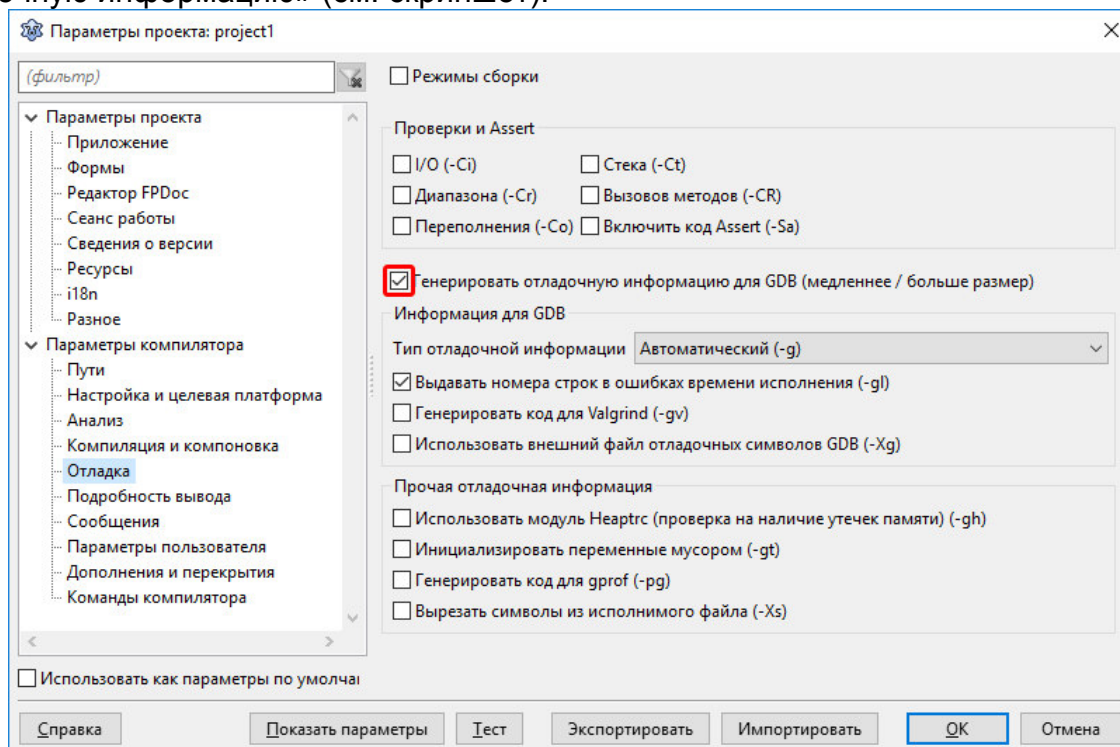 очную информацию» (см. скриншот).
Параметры проекта: project1
(фильтр)
Режимы сборки
Параметры проекта
Приложение
Формы
Редактор FPDoc
Сеанс работы
Сведения о версии
Ресурсы
i18n
Разное
Параметры компилятора
Пути
Настройка и целевая платформа
Анализ
Компиляция и компоновка
Отладка
Подробность вывода
Сообщения
Параметры пользователя
Дополнения и перекрытия
Команды компилятора
Проверки и Assert
I/O (-Ci)
Стека (-Ct)
Диапазона (-Cr)
Вызовов методов (-CR)
Переполнения (-Co)
Включить код Assert (-Sa)
Генерировать отладочную информацию для GDB (медленнее / больше размер)
Информация для GDB
Тип отладочной информации Автоматический (-g)
Выдавать номера строк в ошибках времени исполнения (-gl)
Генерировать код для Valgrind (-gv)
Использовать внешний файл отладочных символов GDB (-Xg)
Прочая отладочная информация
Использовать модуль Heaptrc (проверка на наличие утечек памяти) (-gh)
Инициализировать переменные мусором (-gt)
Генерировать код для gprof (-pg)
Вырезать символы из исполнимого файла (-Xs)
Использовать как параметры по умолчан
Справка
Показать параметры
Тест
Экспортировать
Импортировать
OK
Отмена